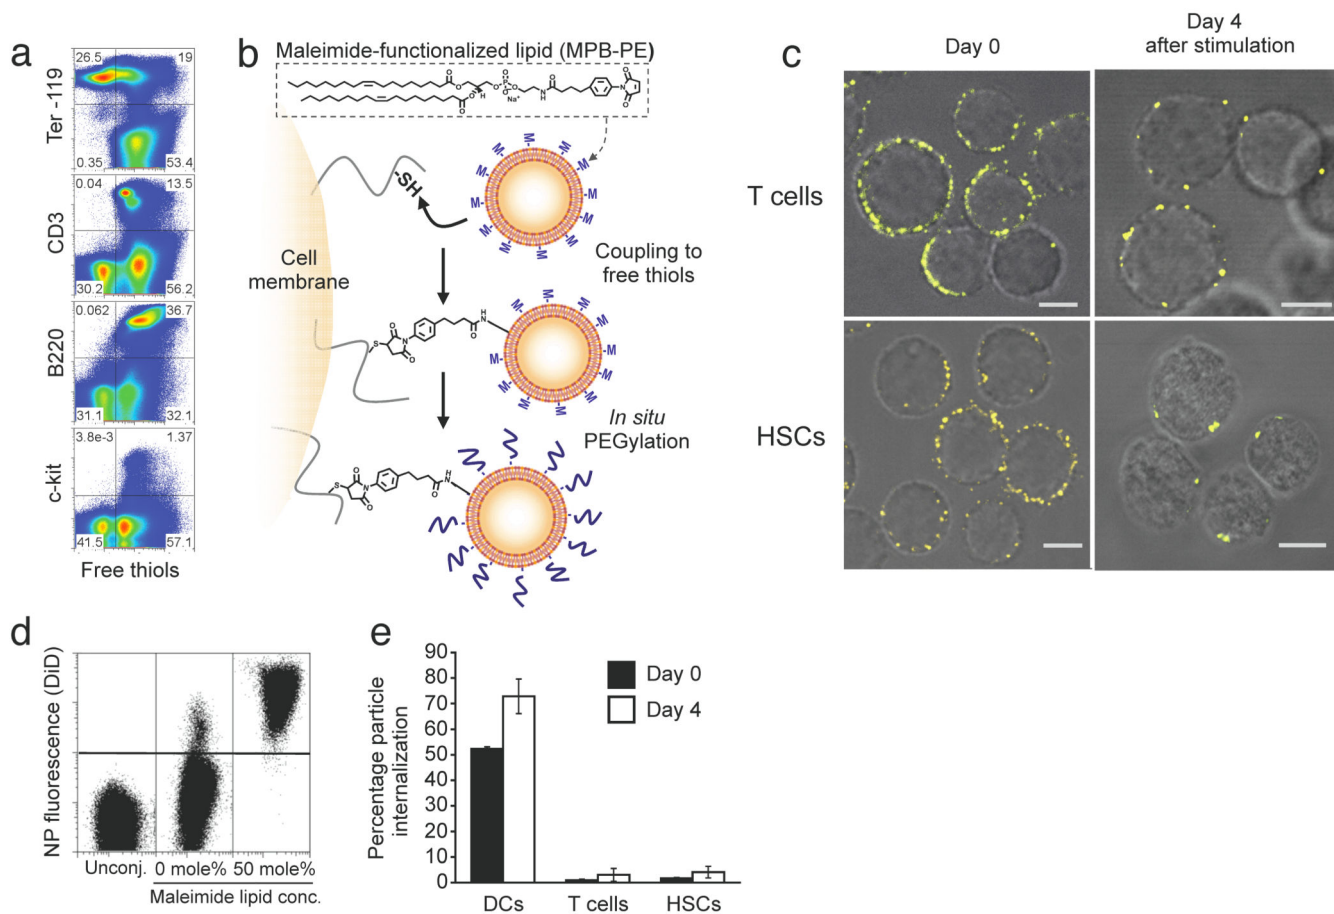 a
26.5 19
Ter -119
0.35 53.4
0.04 13.5
CD3
30.2 56.2
0.062 36.7
B220
31.1 32.1
3.8e-3 1.37
c-kit
41.5 57.1
Free thiols
b
Maleimide-functionalized lipid (MPB-PE)
O
O
O
O
H
O
P
O
O
Na+
N
H
O
N
O
O
M- M -M
-SH
Cell
membrane
Coupling to
free thiols
S
N
O
O
O
N
H
M- M -M
In situ
PEGylation
S
N
O
O
O
N
H
c
Day 0
Day 4
after stimulation
T cells
HSCs
d
NP fluorescence (DiD)
Unconj. 0 mole% 50 mole%
Maleimide lipid conc.
e
Percentage particle
internalization
90
80
70
60
50
40
30
20
10
0
Day 0
Day 4
DCs T cells HSCs